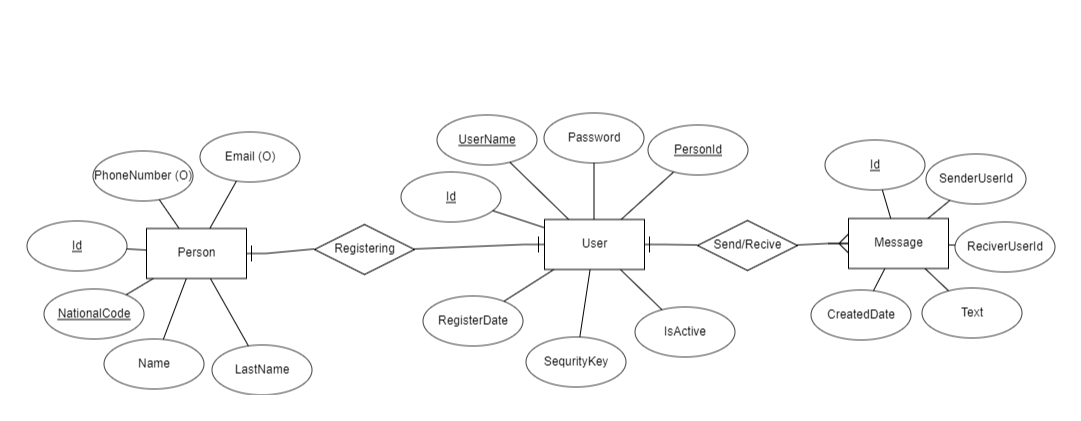 UserName
Password
PersonId
Email (O)
PhoneNumber (O)
Id
Id
SenderUserId
Id
Person
Registering
User
Send/Recive
Message
ReciverUserId
NationalCode
RegisterDate
IsActive
CreatedDate
Text
Name
LastName
SequrityKey